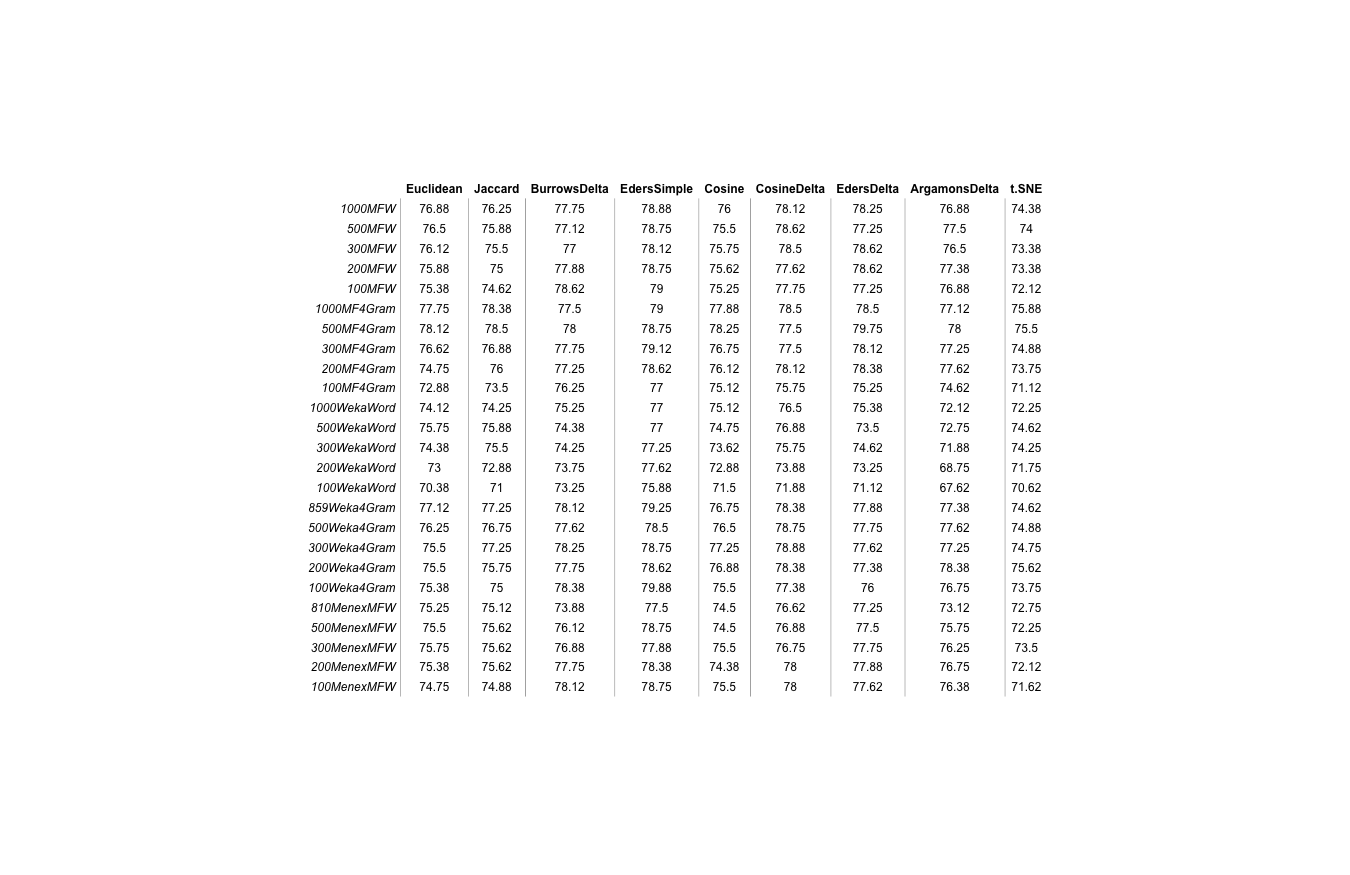 Euclidean Jaccard BurrowsDelta EdersSimple Cosine CosineDelta EdersDelta ArgamonsDelta t.SNE
1000MFW 76.88 76.25 77.75 78.88 76 78.12 78.25 76.88 74.38
500MFW 76.5 75.88 77.12 78.75 75.5 78.62 77.25 77.5 74
300MFW 76.12 75.5 77 78.12 75.75 78.5 78.62 76.5 73.38
200MFW 75.88 75 77.88 78.75 75.62 77.62 78.62 77.38 73.38
100MFW 75.38 74.62 78.62 79 75.25 77.75 77.25 76.88 72.12
1000MF4Gram 77.75 78.38 77.5 79 77.88 78.5 78.5 77.12 75.88
500MF4Gram 78.12 78.5 78 78.75 78.25 77.5 79.75 78 75.5
300MF4Gram 76.62 76.88 77.75 79.12 76.75 77.5 78.12 77.25 74.88
200MF4Gram 74.75 76 77.25 78.62 76.12 78.12 78.38 77.62 73.75
100MF4Gram 72.88 73.5 76.25 77 75.12 75.75 75.25 74.62 71.12
1000WekaWord 74.12 74.25 75.25 77 75.12 76.5 75.38 72.12 72.25
500WekaWord 75.75 75.88 74.38 77 74.75 76.88 73.5 72.75 74.62
300WekaWord 74.38 75.5 74.25 77.25 73.62 75.75 74.62 71.88 74.25
200WekaWord 73 72.88 73.75 77.62 72.88 73.88 73.25 68.75 71.75
100WekaWord 70.38 71 73.25 75.88 71.5 71.88 71.12 67.62 70.62
859Weka4Gram 77.12 77.25 78.12 79.25 76.75 78.38 77.88 77.38 74.62
500Weka4Gram 76.25 76.75 77.62 78.5 76.5 78.75 77.75 77.62 74.88
300Weka4Gram 75.5 77.25 78.25 78.75 77.25 78.88 77.62 77.25 74.75
200Weka4Gram 75.5 75.75 77.75 78.62 76.88 78.38 77.38 78.38 75.62
100Weka4Gram 75.38 75 78.38 79.88 75.5 77.38 76 76.75 73.75
810MenexMFW 75.25 75.12 73.88 77.5 74.5 76.62 77.25 73.12 72.75
500MenexMFW 75.5 75.62 76.12 78.75 74.5 76.88 77.5 75.75 72.25
300MenexMFW 75.75 75.62 76.88 77.88 75.5 76.75 77.75 76.25 73.5
200MenexMFW 75.38 75.62 77.75 78.38 74.38 78 77.88 76.75 72.12
100MenexMFW 74.75 74.88 78.12 78.75 75.5 78 77.62 76.38 71.62